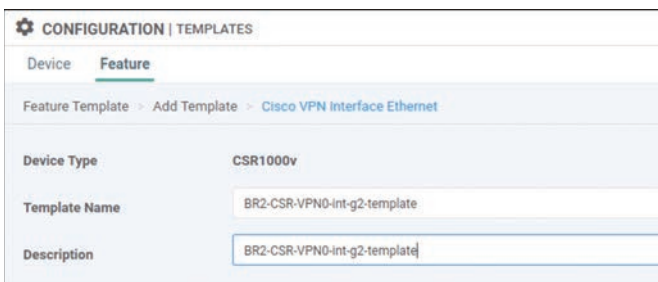 CONFIGURATION | TEMPLATES
Device Feature
Feature Template > Add Template > Cisco VPN Interface Ethernet
Device Type CSR1000v
Template Name BR2-CSR-VPN0-int-g2-template
Description BR2-CSR-VPN0-int-g2-template